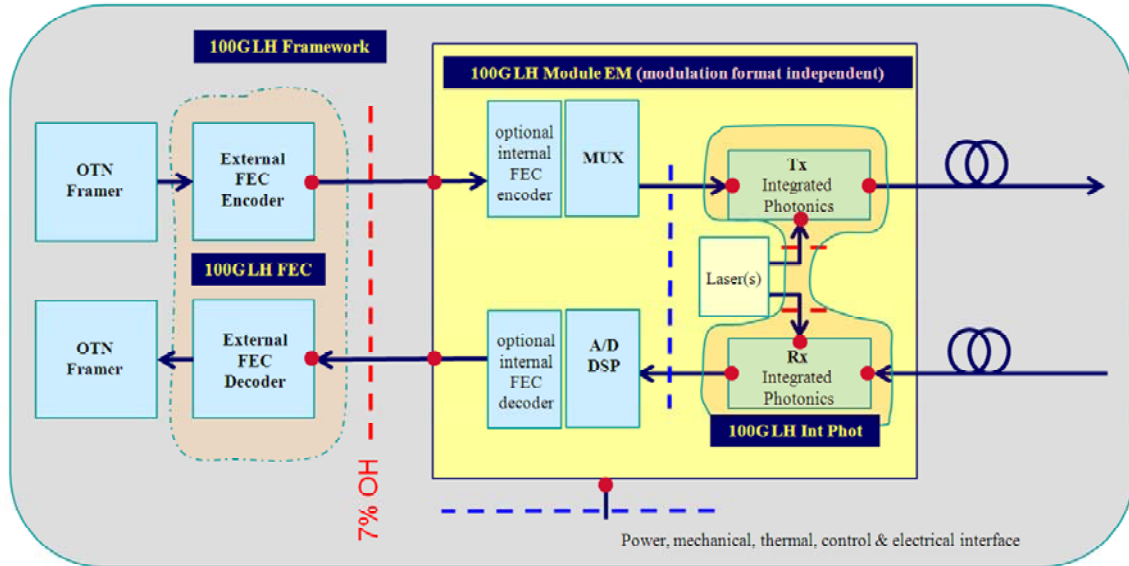 100G LH Framework
100G LH Module EM (modulation format independent)
OTN
Framer
External
FEC
Encoder
optional
internal
FEC
encoder
MUX
Tx
Integrated
Photonics
100G LH FEC
Laser(s)
OTN
Framer
External
FEC
Decoder
optional
internal
FEC
decoder
A/D
DSP
Rx
Integrated
Photonics
100G LH Int Phot
7% OH
Power, mechanical, thermal, control & electrical interface